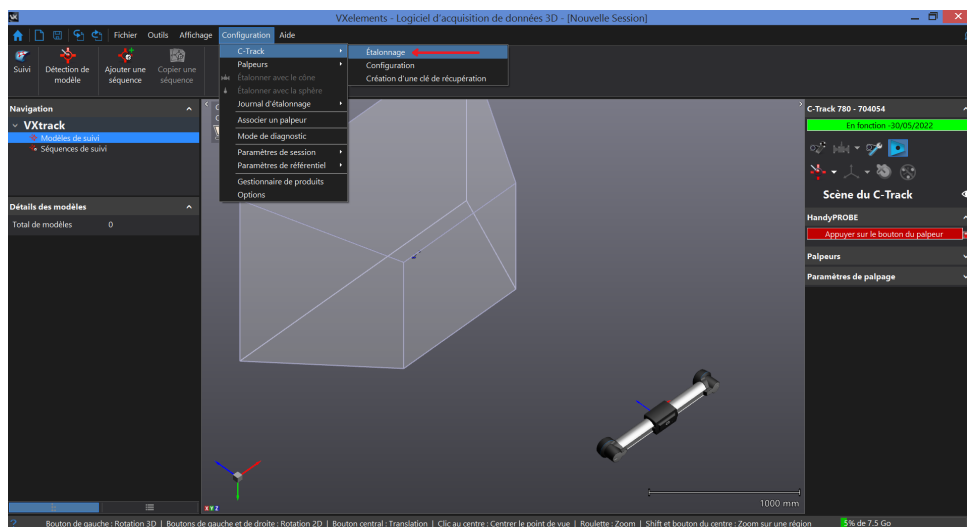 VX
VXelements - Logiciel d'acquisition de données 3D - [Nouvelle Session]
Fichier Outils Affichage Configuration Aide
Suivi
Détection de modèle
Ajouter une séquence
Copier une séquence
C-Track
Palpeurs
Étalonner avec le cône
Étalonner avec la sphère
Journal d'étalonnage
Associer un palpeur
Mode de diagnostic
Paramètres de session
Paramètres de référentiel
Gestionnaire de produits
Options
Étalonnage
Configuration
Création d'une clé de récupération
Navigation
VXtrack
Modèles de suivi
Séquences de suivi
Détails des modèles
Total de modèles 0
C-Track 780 - 704054
En fonction -30/05/2022
Scène du C-Track
HandyPROBE
Appuyer sur le bouton du palpeur
Palpeurs
Paramètres de palpage
1000 mm
X Y Z
Bouton de gauche : Rotation 3D | Boutons de gauche et de droite : Rotation 2D | Bouton central : Translation | Clic au centre : Centrer le point de vue | Roulette : Zoom | Shift et bouton du centre : Zoom sur une région
5% de 7.5 Go